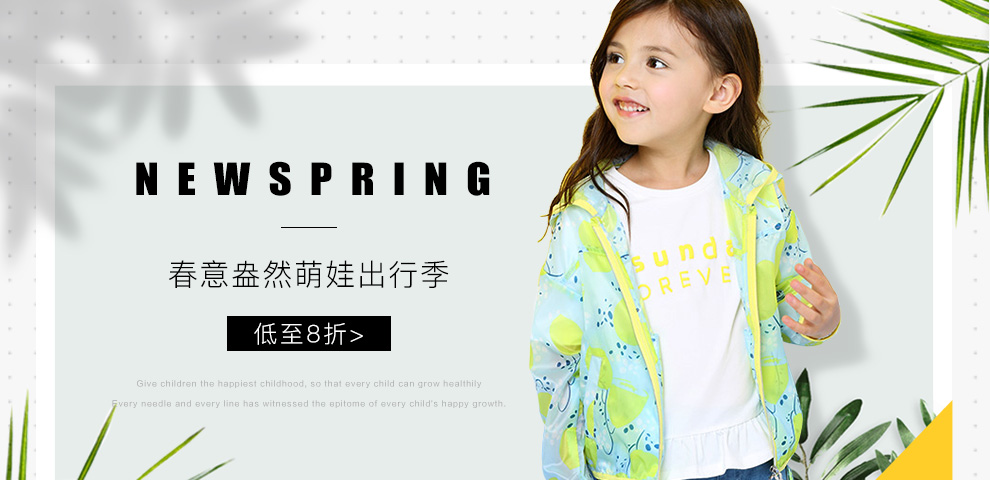 NEWSPRING
春意盎然萌娃出行季
低至8折>
Give children the happiest childhood, so that every child can grow healthily
Every needle and every line has witnessed the epitome of every child's happy growth.
sunda
OREVE